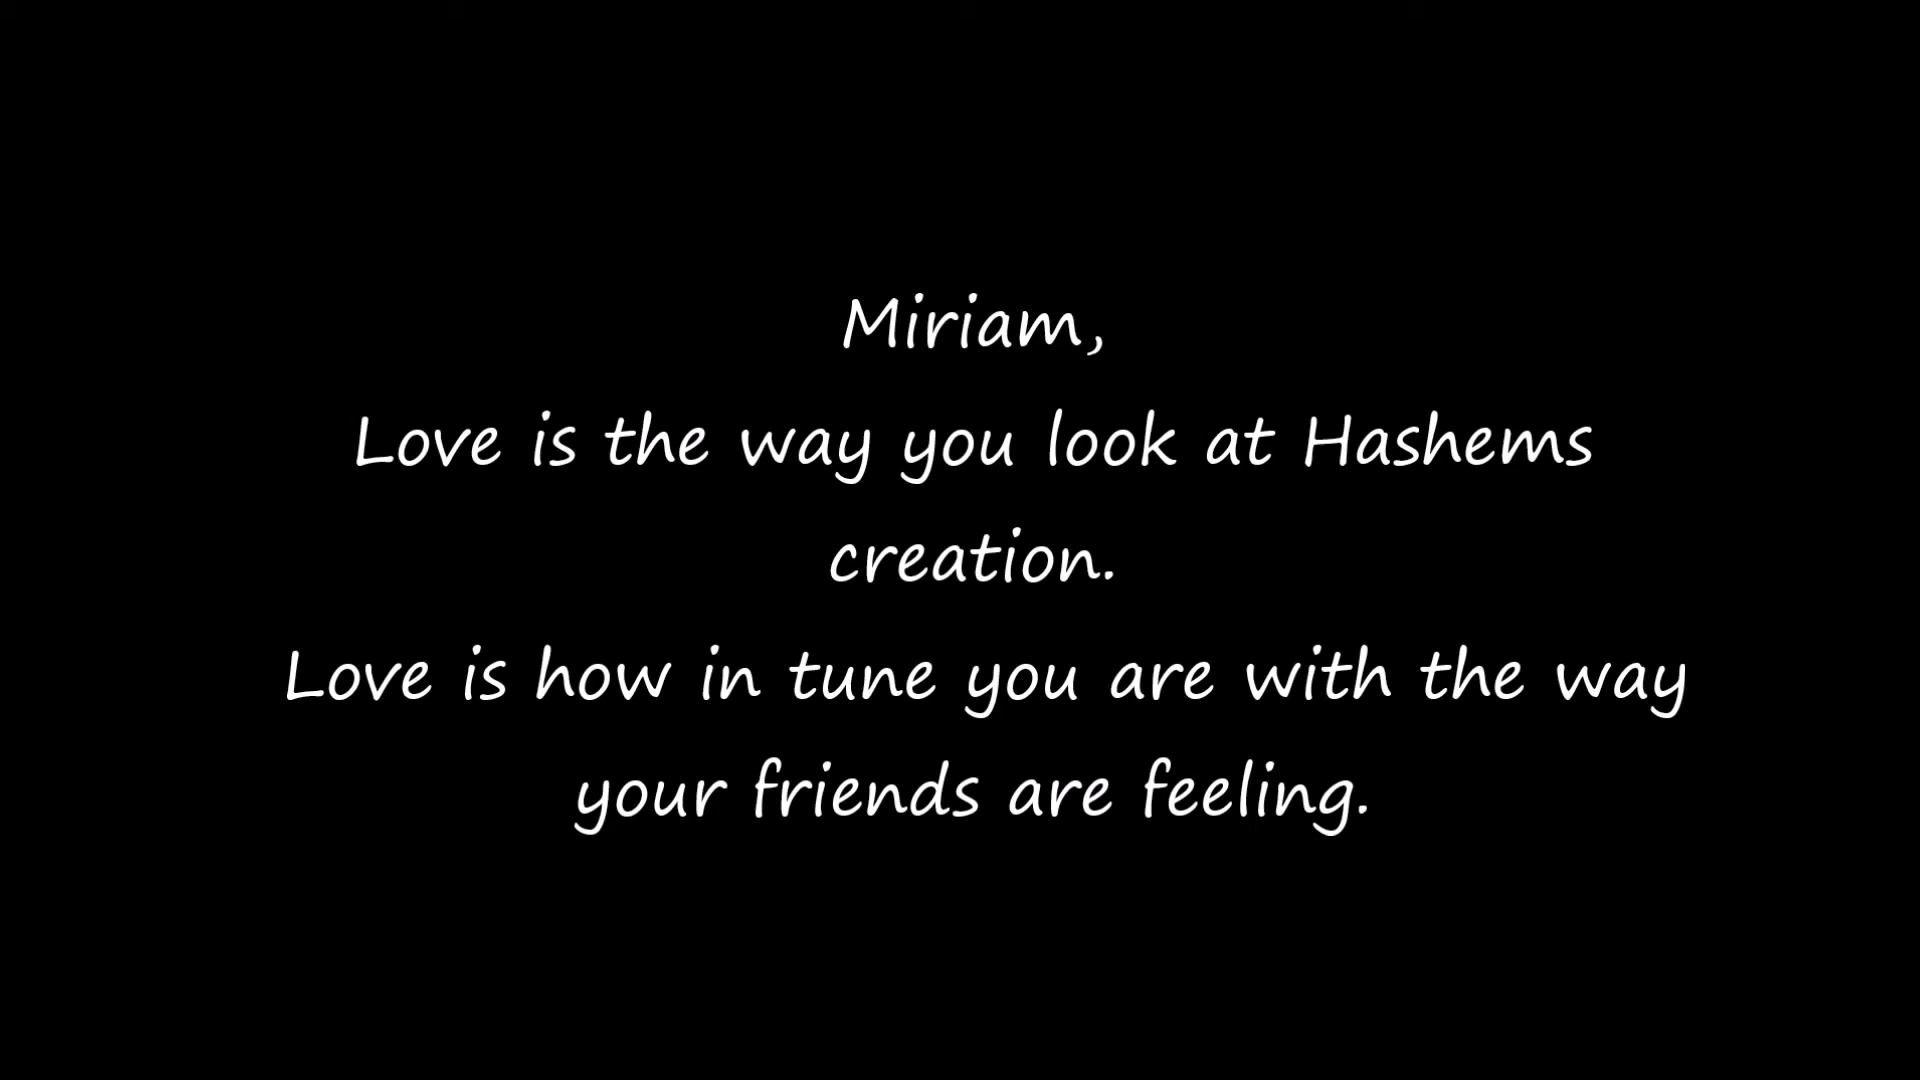 Miriam,
Love is the way you look at Hashems
creation.
Love is how in tune you are with the way
your friends are feeling.